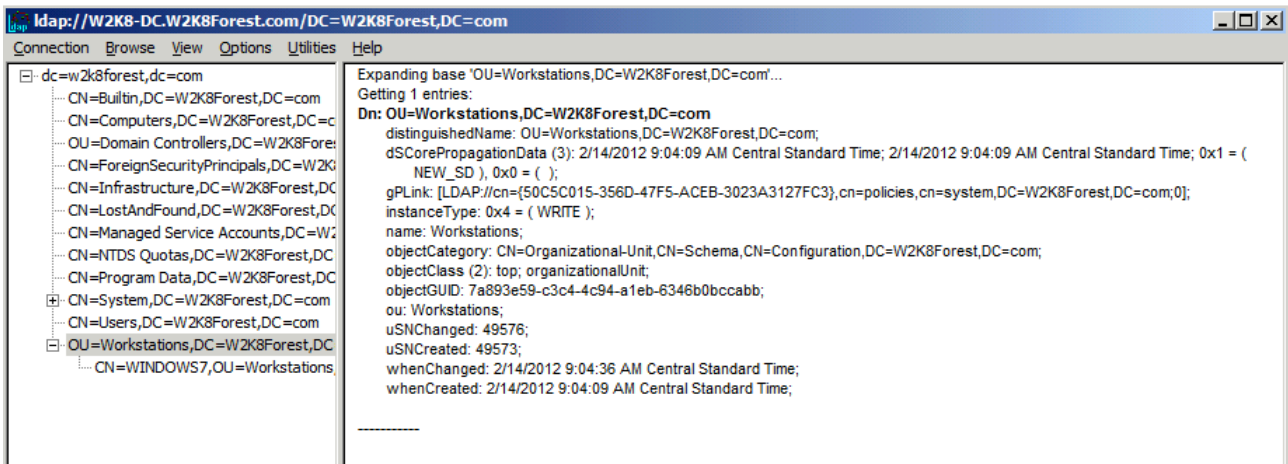 ldap://W2K8-DC.W2K8Forest.com/DC=W2K8Forest,DC=com
Connection Browse View Options Utilities Help
dc=w2k8forest,dc=com
CN=Builtin,DC=W2K8Forest,DC=com
CN=Computers,DC=W2K8Forest,DC=c
OU=Domain Controllers,DC=W2K8Fores
CN=ForeignSecurityPrincipals,DC=W2K
CN=Infrastructure,DC=W2K8Forest,DC
CN=LostAndFound,DC=W2K8Forest,D
CN=Managed Service Accounts,DC=W2
CN=NTDS Quotas,DC=W2K8Forest,DC
CN=Program Data,DC=W2K8Forest,DC
CN=System,DC=W2K8Forest,DC=com
CN=Users,DC=W2K8Forest,DC=com
OU=Workstations,DC=W2K8Forest,DC
CN=WINDOWS7,OU=Workstations,
Expanding base 'OU=Workstations,DC=W2K8Forest,DC=com'...
Getting 1 entries:
Dn: OU=Workstations,DC=W2K8Forest,DC=com
distinguishedName: OU=Workstations,DC=W2K8Forest,DC=com;
dSCorePropagationData (3): 2/14/2012 9:04:09 AM Central Standard Time; 2/14/2012 9:04:09 AM Central Standard Time; 0x1 = (
NEW_SD ), 0x0 = ( );
gPLink: [LDAP://cn={50C5C015-356D-47F5-ACEB-3023A3127FC3},cn=policies,cn=system,DC=W2K8Forest,DC=com;0];
instanceType: 0x4 = ( WRITE );
name: Workstations;
objectCategory: CN=Organizational-Unit,CN=Schema,CN=Configuration,DC=W2K8Forest,DC=com;
objectClass (2): top; organizationalUnit;
objectGUID: 7a893e59-c3c4-4c94-a1eb-6346b0bccabb;
ou: Workstations;
uSNChanged: 49576;
uSNCreated: 49573;
whenChanged: 2/14/2012 9:04:36 AM Central Standard Time;
whenCreated: 2/14/2012 9:04:09 AM Central Standard Time;
-----------